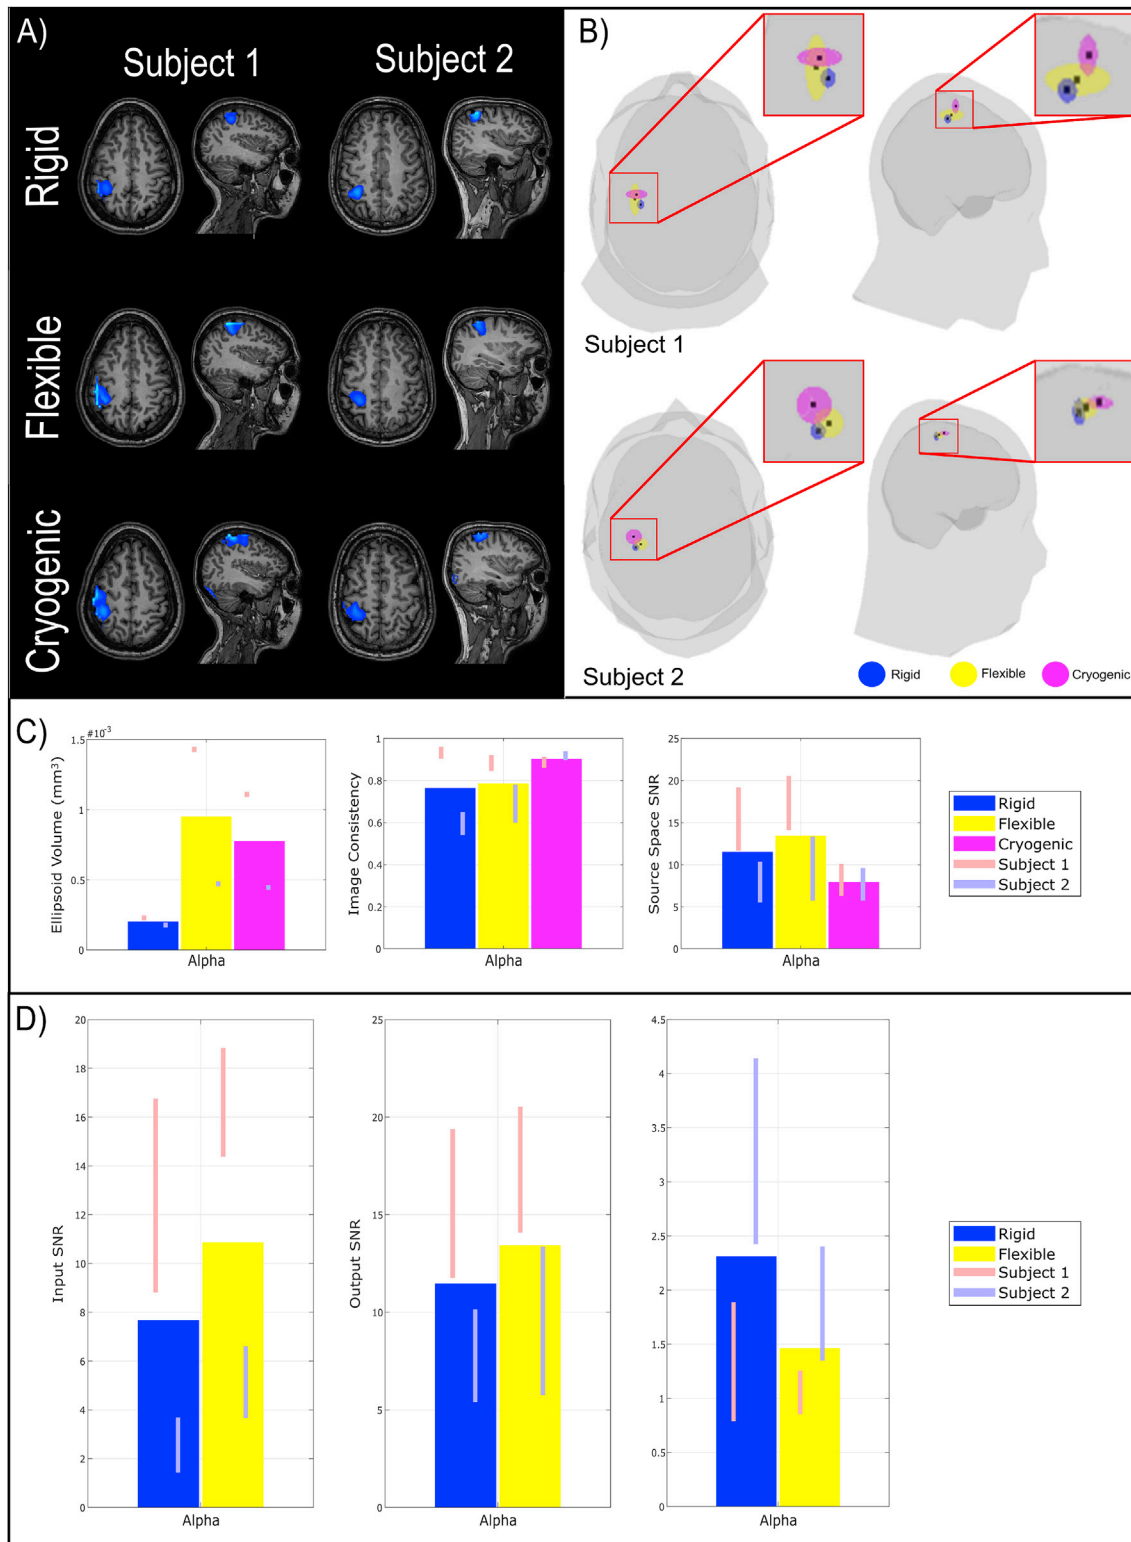 A)
Subject 1
Subject 2
Rigid
Flexible
Cryogenic
B)
Subject 1
Subject 2
Rigid
Flexible
Cryogenic
C)
#10⁻³
1.5
1
0.5
0
Ellipsoid Volume (mm³)
Alpha
1
0.8
0.6
0.4
0.2
0
Image Consistency
Alpha
25
20
15
10
5
0
Source Space SNR
Alpha
Rigid
Flexible
Cryogenic
Subject 1
Subject 2
D)
20
18
16
14
12
10
8
6
4
2
0
Input SNR
Alpha
25
20
15
10
5
0
Output SNR
Alpha
4.5
4
3.5
3
2.5
2
1.5
1
0.5
0
Alpha
Rigid
Flexible
Subject 1
Subject 2